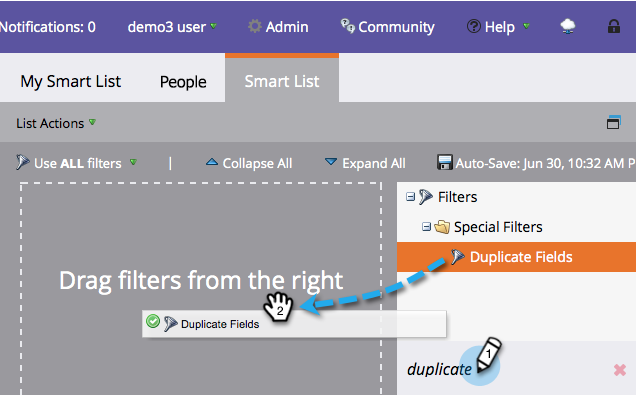 Notifications: 0 demo3 user Admin Community Help
My Smart List People Smart List
List Actions
Use ALL filters | Collapse All Expand All Auto-Save: Jun 30, 10:32 AM P
Filters
Special Filters
Duplicate Fields
Drag filters from the right
2
Duplicate Fields
1
duplicate